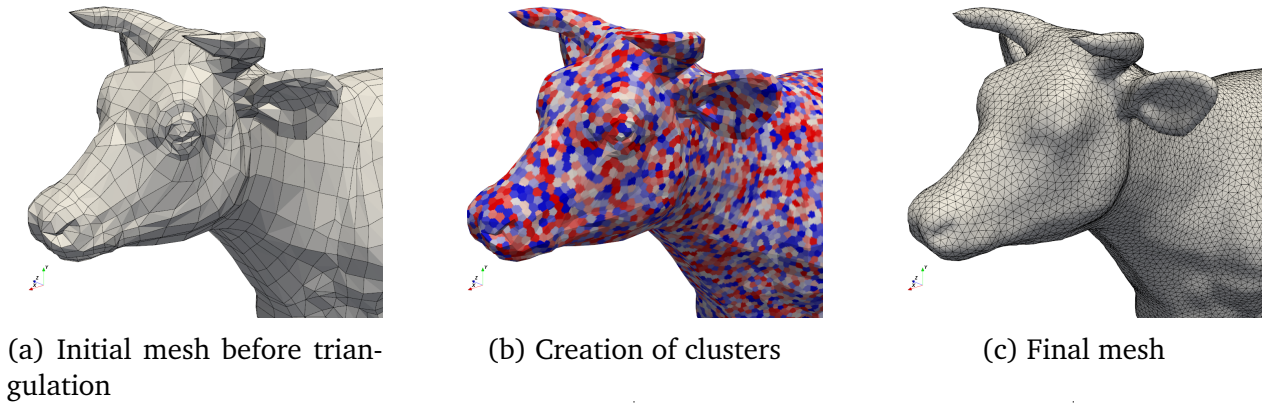 (a) Initial mesh before trian-
gulation
(b) Creation of clusters
(c) Final mesh